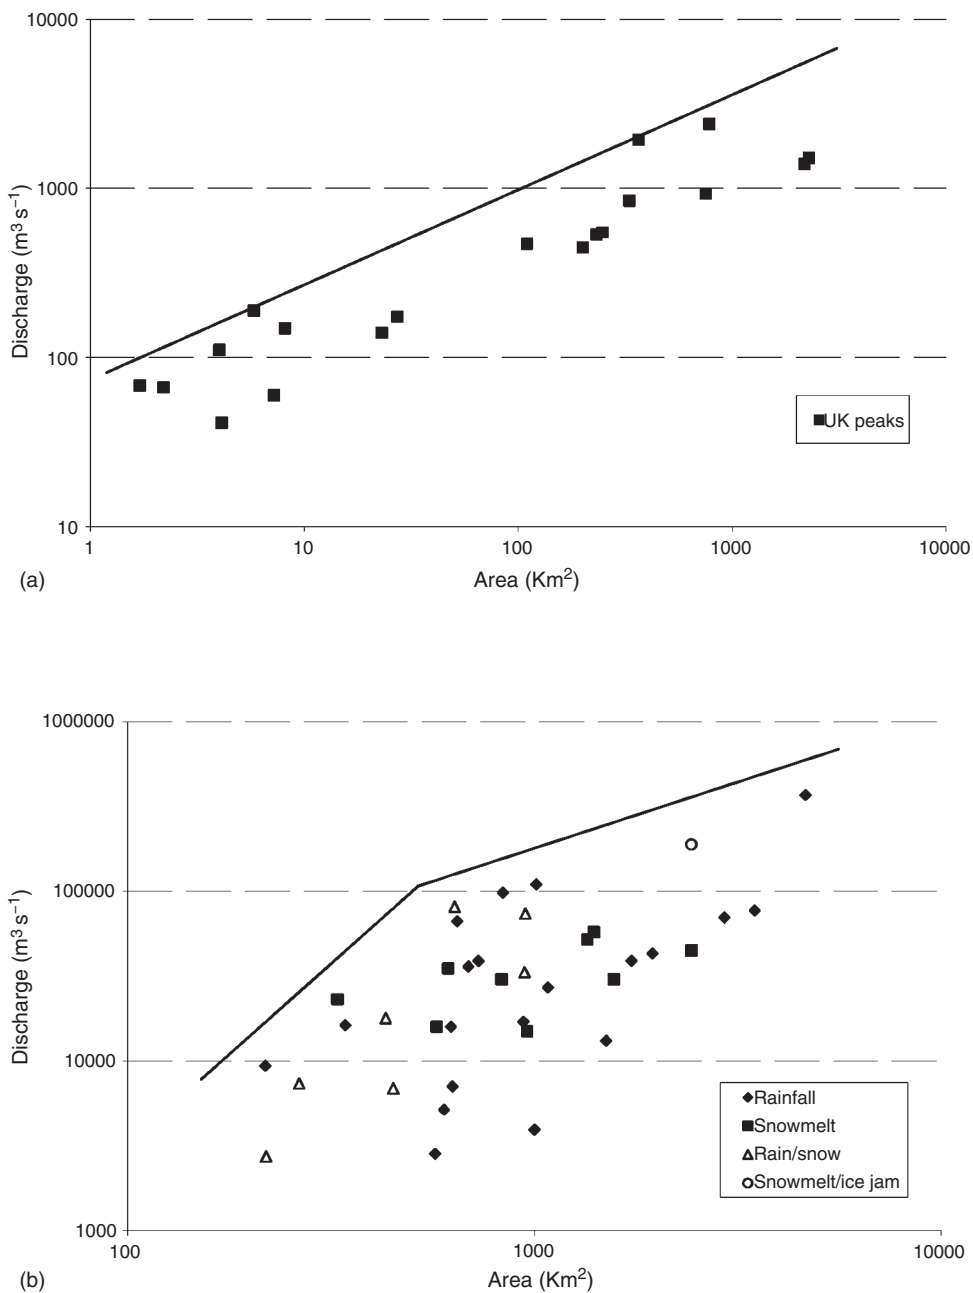 10000
1000
100
10
Discharge (m³ s⁻¹)
UK peaks
1 10 100 1000 10000
(a)
Area (Km²)
1000000
100000
10000
1000
Discharge (m³ s⁻¹)
Rainfall
Snowmelt
Rain/snow
Snowmelt/ice jam
100 1000 10000
(b)
Area (Km²)